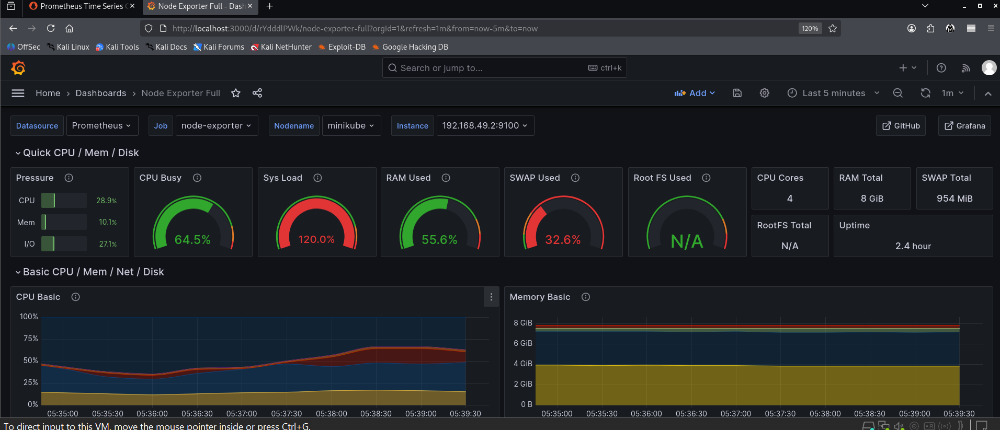 Prometheus Time Series
Node Exporter Full - Dash
http://localhost:3000/d/rYdddlPWk/node-exporter-full?orgId=1&refresh=1m&from=now-5m&to=now
120%
OffSec Kali Linux Kali Tools Kali Docs Kali Forums Kali NetHunter Exploit-DB Google Hacking DB
Search or jump to... ctrl+k
Home › Dashboards › Node Exporter Full
Add Last 5 minutes 1m
Datasource Prometheus Job node-exporter Nodename minikube Instance 192.168.49.2:9100 GitHub Grafana
Quick CPU / Mem / Disk
Pressure
CPU 28.9%
Mem 10.1%
I/O 27.1%
CPU Busy
64.5%
Sys Load
120.0%
RAM Used
55.6%
SWAP Used
32.6%
Root FS Used
N/A
CPU Cores
4
RAM Total
8 GiB
SWAP Total
954 MiB
RootFS Total
N/A
Uptime
2.4 hour
Basic CPU / Mem / Net / Disk
CPU Basic
100%
75%
50%
25%
0%
05:35:00 05:35:30 05:36:00 05:36:30 05:37:00 05:37:30 05:38:00 05:38:30 05:39:00 05:39:30
Memory Basic
8 GiB
6 GiB
4 GiB
2 GiB
0 B
05:35:00 05:35:30 05:36:00 05:36:30 05:37:00 05:37:30 05:38:00 05:38:30 05:39:00 05:39:30
To direct input to this VM, move the mouse pointer inside or press Ctrl+G.